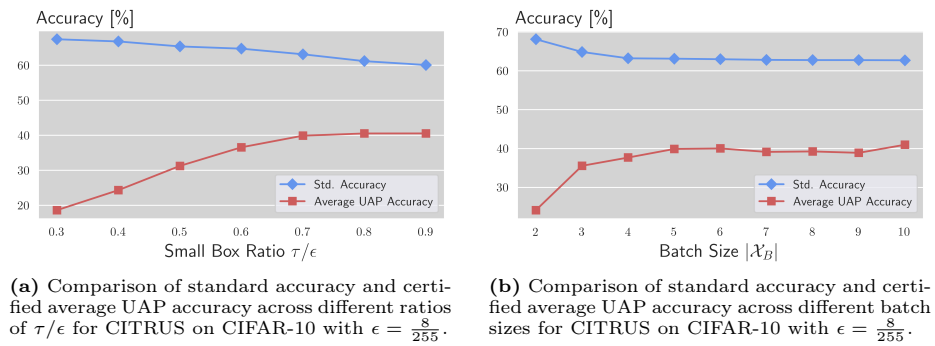 Accuracy [%]
60
50
40
30
20
0.3 0.4 0.5 0.6 0.7 0.8 0.9
Small Box Ratio τ/ϵ
Std. Accuracy
Average UAP Accuracy
(a) Comparison of standard accuracy and certi-
fied average UAP accuracy across different ratios
of τ/ϵ for CITRUS on CIFAR-10 with ϵ = 8/255.
Accuracy [%]
70
60
50
40
30
2 3 4 5 6 7 8 9 10
Batch Size |𝒳_B|
Std. Accuracy
Average UAP Accuracy
(b) Comparison of standard accuracy and certi-
fied average UAP accuracy across different batch
sizes for CITRUS on CIFAR-10 with ϵ = 8/255.